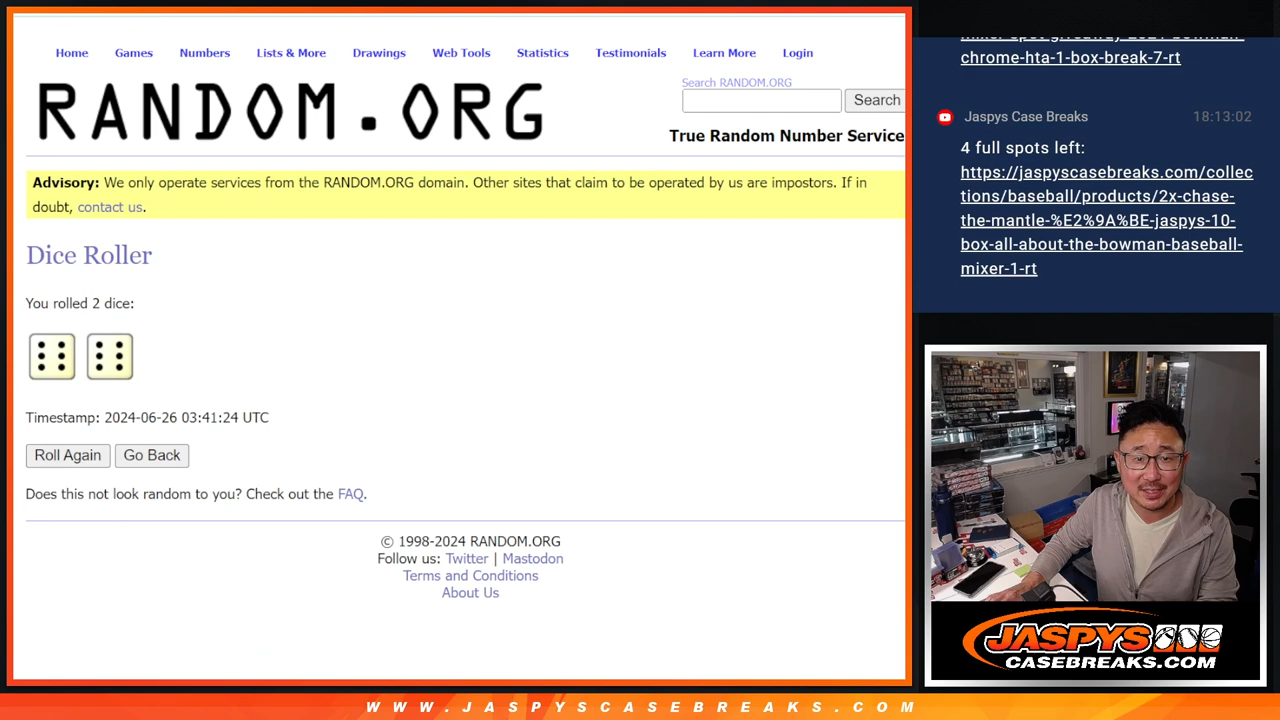 Home Games Numbers Lists & More Drawings Web Tools Statistics Testimonials Learn More Login
RANDOM.ORG
Search RANDOM.ORG
Search
True Random Number Service
Advisory: We only operate services from the RANDOM.ORG domain. Other sites that claim to be operated by us are impostors. If in
doubt, contact us.
Dice Roller
You rolled 2 dice:
Timestamp: 2024-06-26 03:41:24 UTC
Roll Again Go Back
Does this not look random to you? Check out the FAQ.
© 1998-2024 RANDOM.ORG
Follow us: Twitter | Mastodon
Terms and Conditions
About Us
chrome-hta-1-box-break-7-rt
Jaspys Case Breaks 18:13:02
4 full spots left:
https://jaspyscasebreaks.com/collec
tions/baseball/products/2x-chase-
the-mantle-%E2%9A%BE-jaspys-10-
box-all-about-the-bowman-baseball-
mixer-1-rt
JASPYS
CASEBREAKS.COM
WWW.JASPYSCASEBREAKS.COM